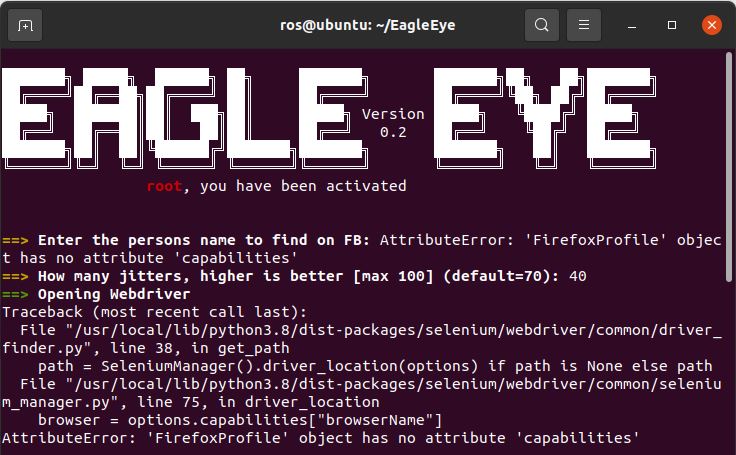 ros@ubuntu: ~/EagleEye
EAGLE EYE
Version
0.2
root, you have been activated
==> Enter the persons name to find on FB: AttributeError: 'FirefoxProfile' objec
t has no attribute 'capabilities'
==> How many jitters, higher is better [max 100] (default=70): 40
==> Opening Webdriver
Traceback (most recent call last):
  File "/usr/local/lib/python3.8/dist-packages/selenium/webdriver/common/driver_
finder.py", line 38, in get_path
    path = SeleniumManager().driver_location(options) if path is None else path
  File "/usr/local/lib/python3.8/dist-packages/selenium/webdriver/common/seleniu
m_manager.py", line 75, in driver_location
    browser = options.capabilities["browserName"]
AttributeError: 'FirefoxProfile' object has no attribute 'capabilities'